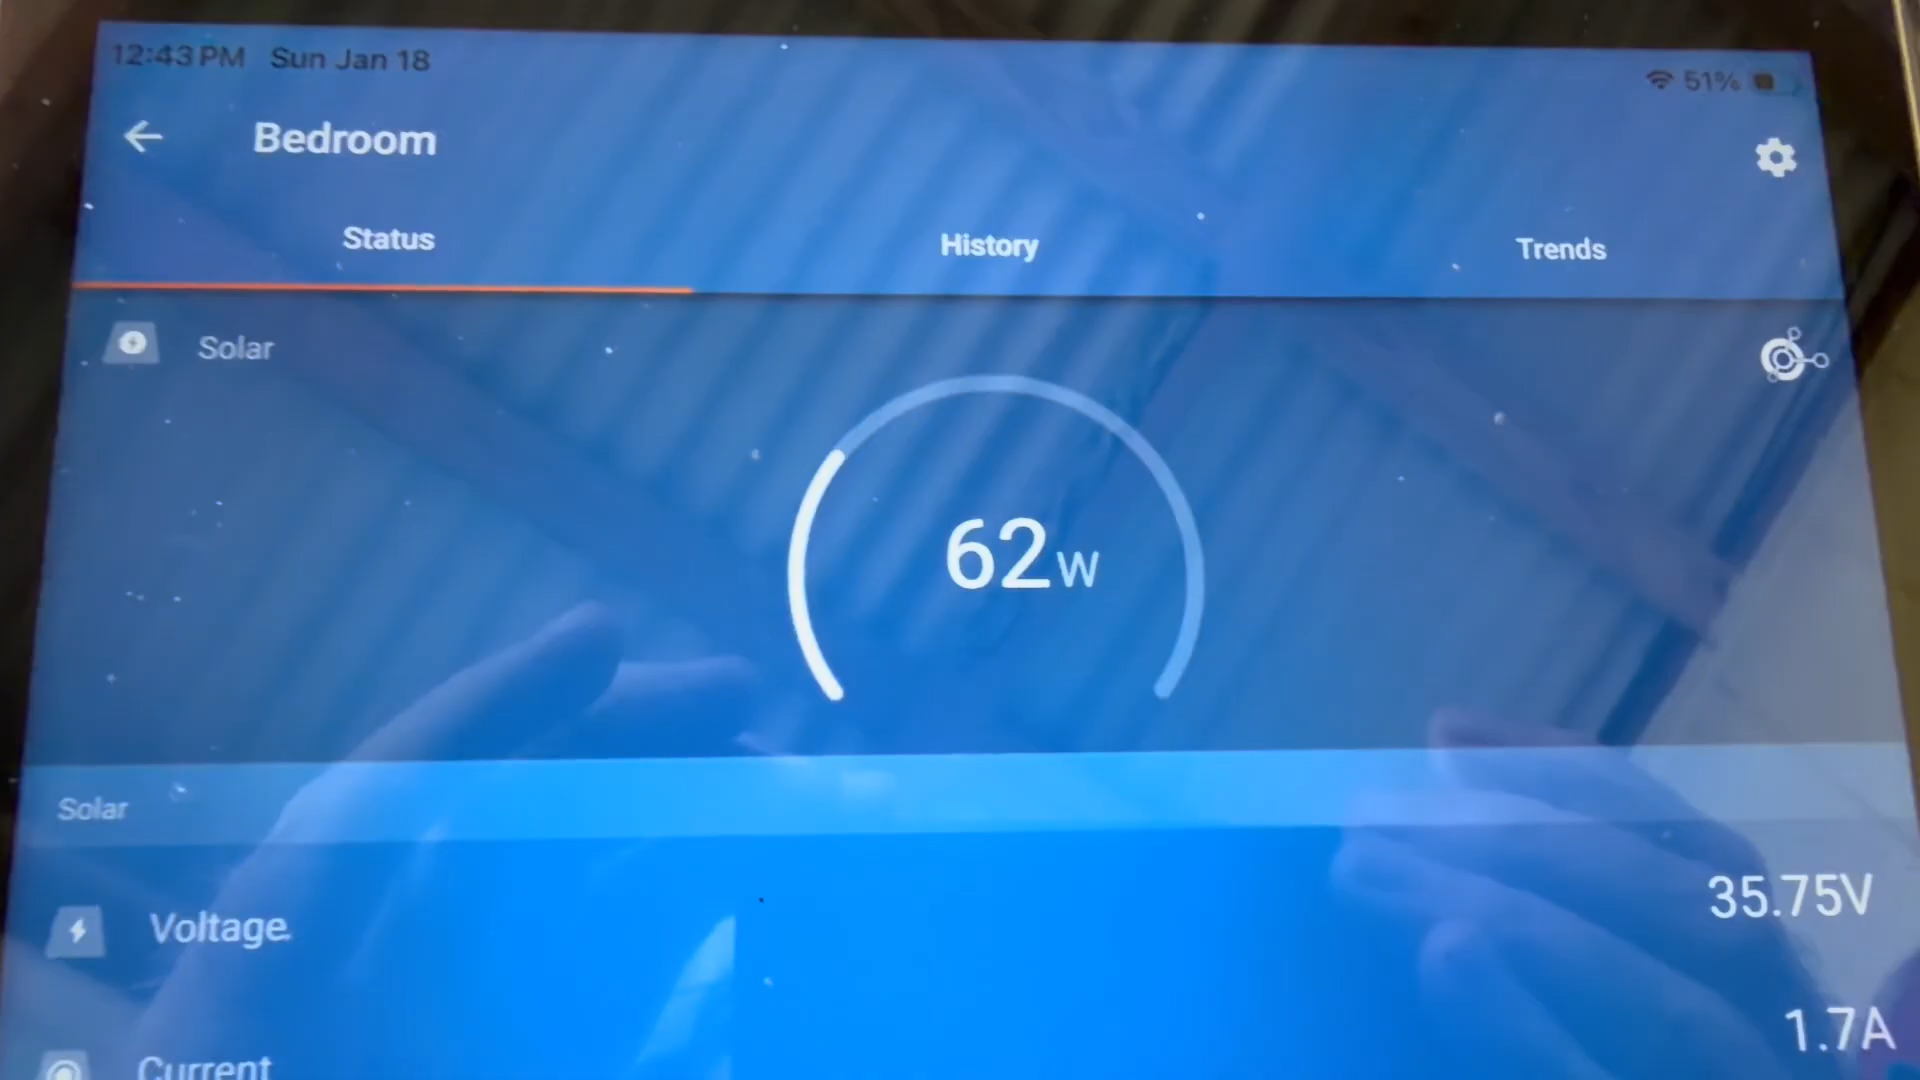 12:43 PM Sun Jan 18
51%
Bedroom
Status History Trends
Solar
62W
Solar
Voltage
35.75V
Current
1.7A